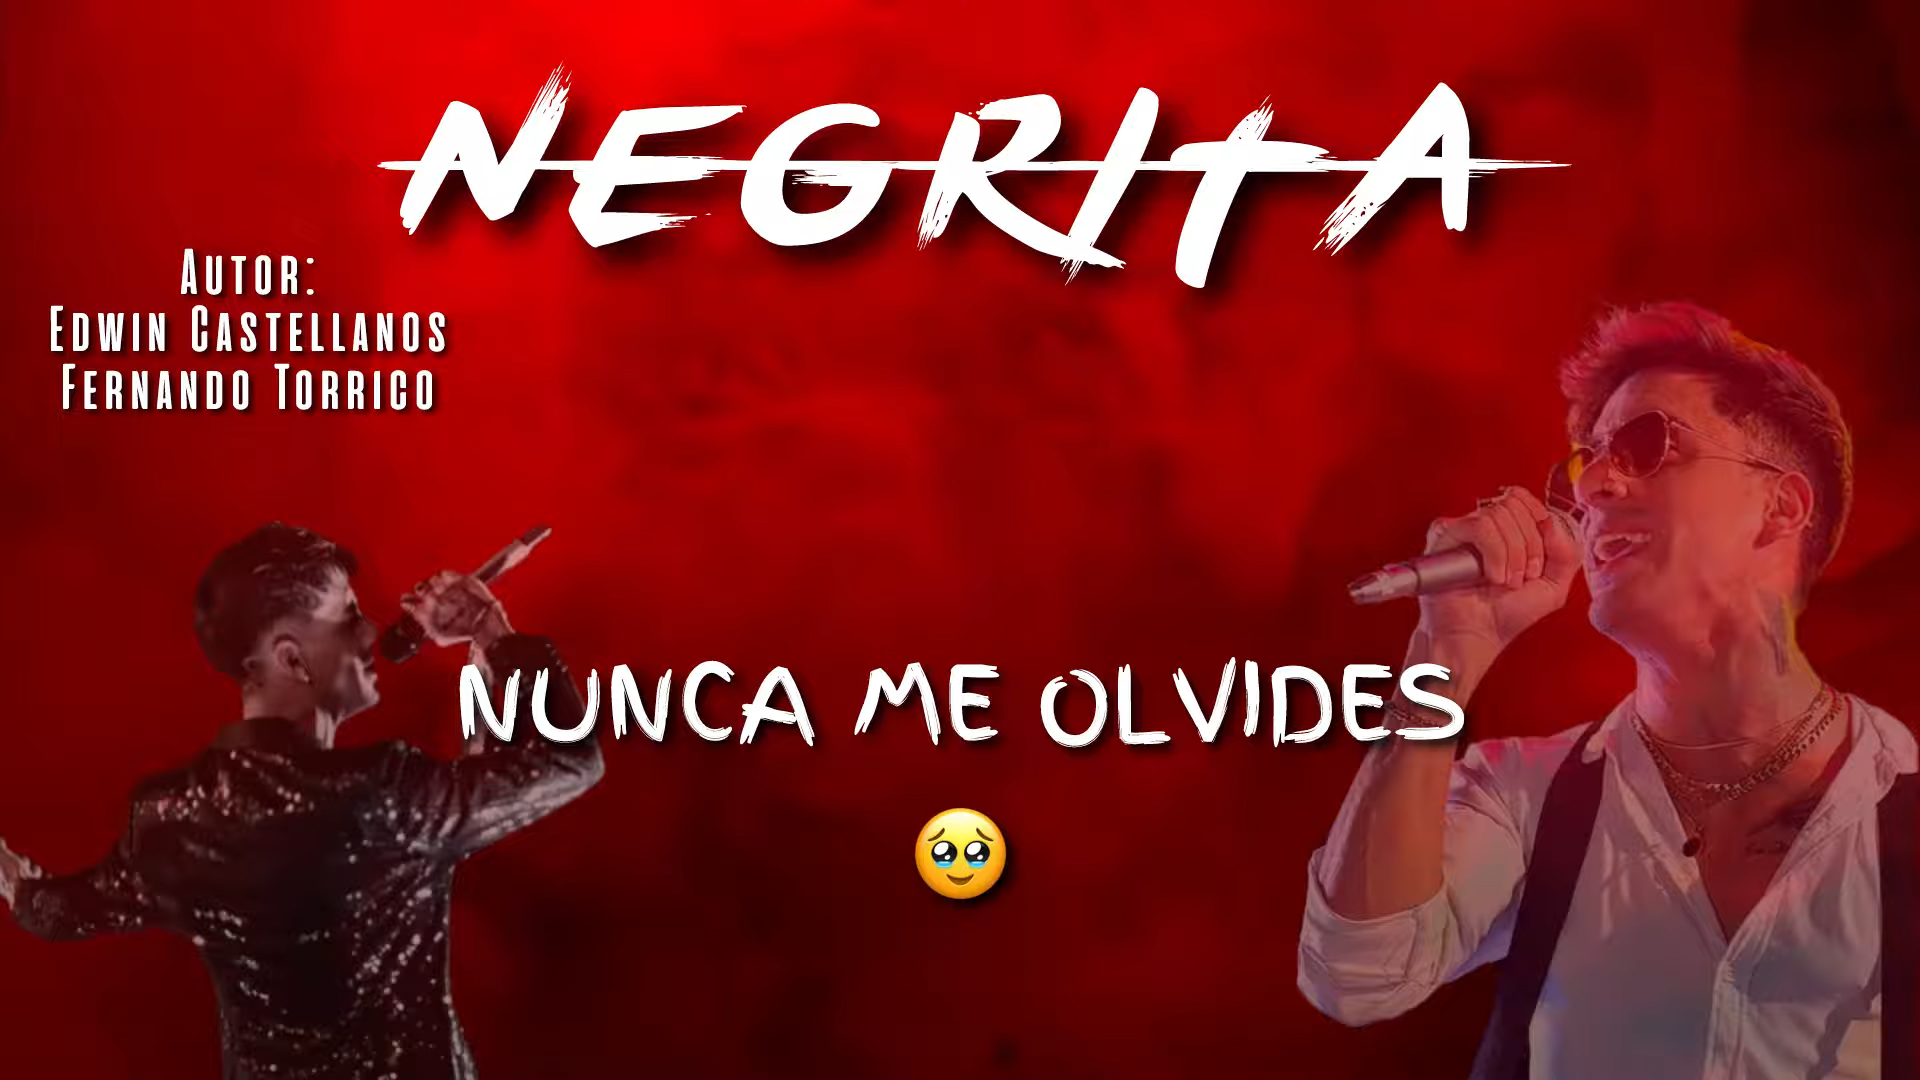 NEGRITA
AUTOR:
EDWIN CASTELLANOS
FERNANDO TORRICO
NUNCA ME OLVIDES
🥹